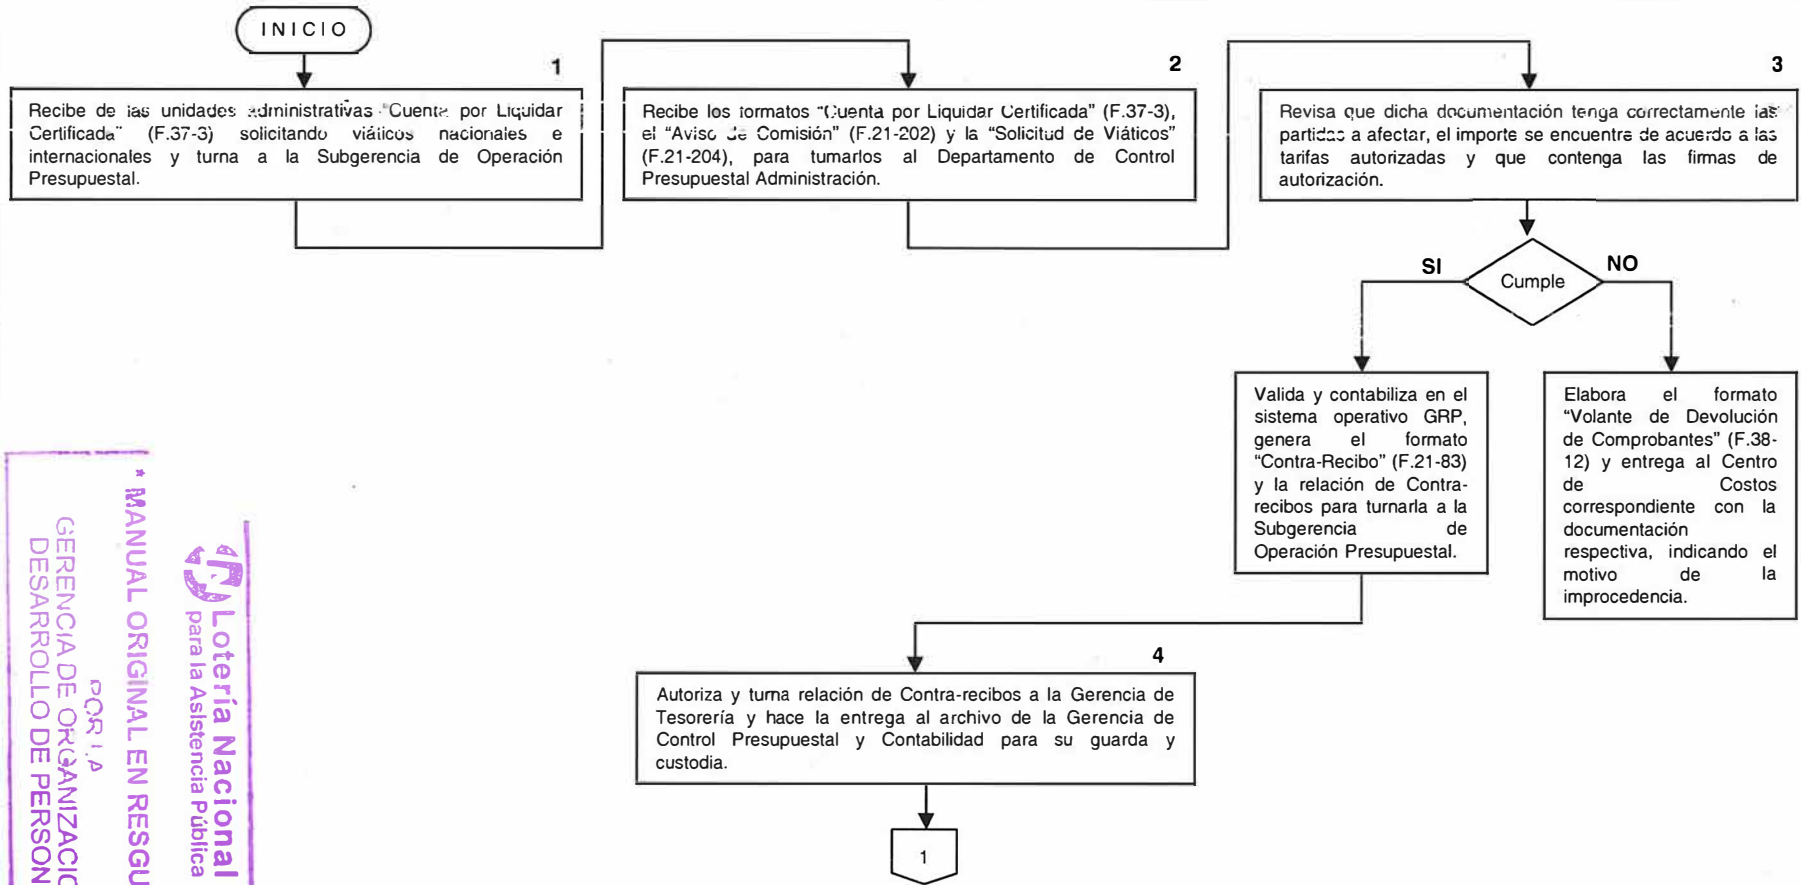 INICIO
1
Recibe de las unidades administrativas "Cuenta por Liquidar
Certificada" (F.37-3) solicitando viáticos nacionales e
internacionales y turna a la Subgerencia de Operación
Presupuestal.
2
Recibe los formatos "Cuenta por Liquidar Certificada" (F.37-3),
el "Aviso de Comisión" (F.21-202) y la "Solicitud de Viáticos"
(F.21-204), para turnarlos al Departamento de Control
Presupuestal Administración.
3
Revisa que dicha documentación tenga correctamente las
partidas a afectar, el importe se encuentre de acuerdo a las
tarifas autorizadas y que contenga las firmas de
autorización.
SI
Cumple
NO
Valida y contabiliza en el
sistema operativo GRP,
genera el formato
"Contra-Recibo" (F.21-83)
y la relación de Contra-
recibos para turnarla a la
Subgerencia de
Operación Presupuestal.
Elabora el formato
"Volante de Devolución
de Comprobantes" (F.38-
12) y entrega al Centro
de Costos
correspondiente con la
documentación
respectiva, indicando el
motivo de la
improcedencia.
4
Autoriza y turna relación de Contra-recibos a la Gerencia de
Tesorería y hace la entrega al archivo de la Gerencia de
Control Presupuestal y Contabilidad para su guarda y
custodia.
1
Lotería Nacional
para la Asistencia Pública
* MANUAL ORIGINAL EN RESGU
POR LA
GERENCIA DE ORGANIZACIO
DESARROLLO DE PERSON